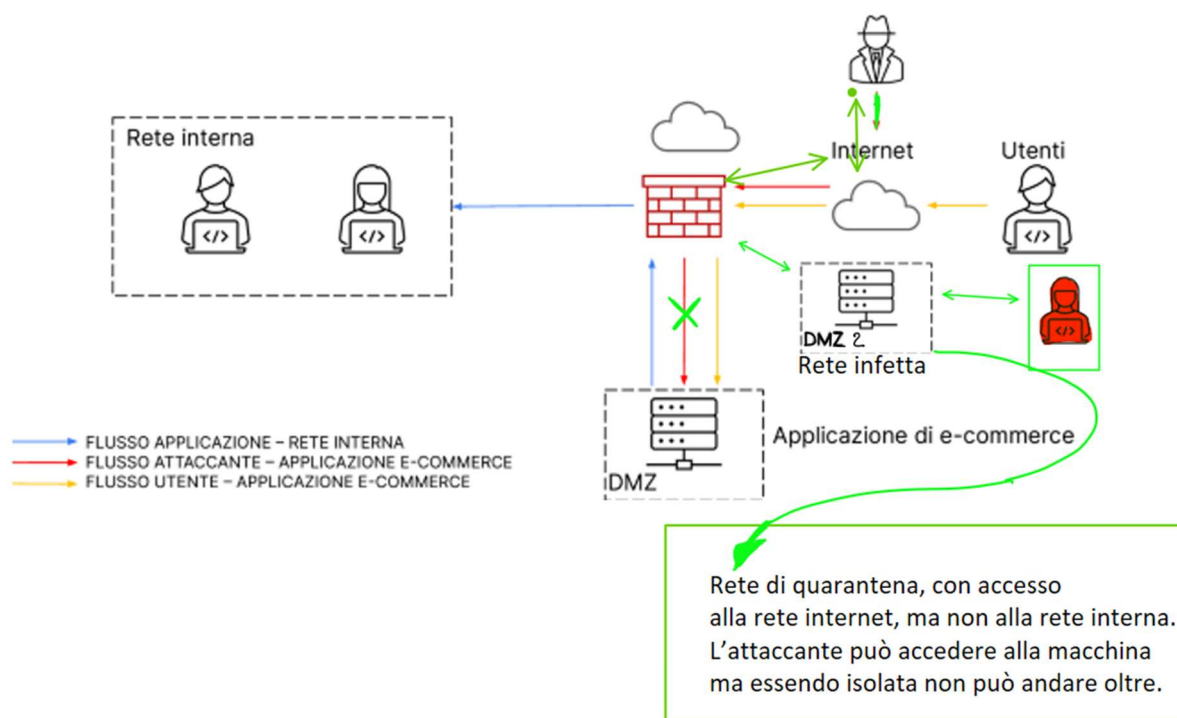 Rete interna
Internet
Utenti
DMZ 2
Rete infetta
Applicazione di e-commerce
DMZ
FLUSSO APPLICAZIONE – RETE INTERNA
FLUSSO ATTACCANTE – APPLICAZIONE E-COMMERCE
FLUSSO UTENTE – APPLICAZIONE E-COMMERCE
Rete di quarantena, con accesso
alla rete internet, ma non alla rete interna.
L’attaccante può accedere alla macchina
ma essendo isolata non può andare oltre.